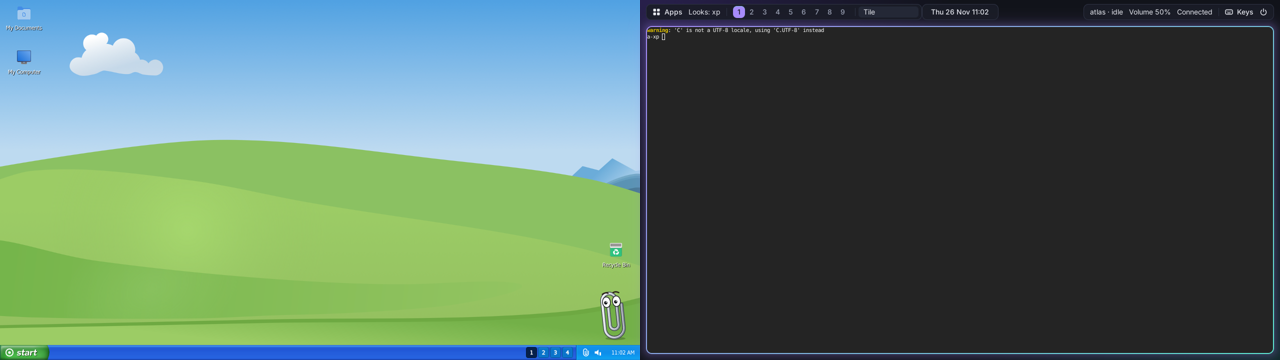 My Documents
My Computer
Recycle Bin
start
1 2 3 4
11:02 AM
Apps Looks: xp 1 2 3 4 5 6 7 8 9 Tile Thu 26 Nov 11:02 atlas · idle Volume 50% Connected Keys
Warning: 'C' is not a UTF-8 locale, using 'C.UTF-8' instead
a-xp